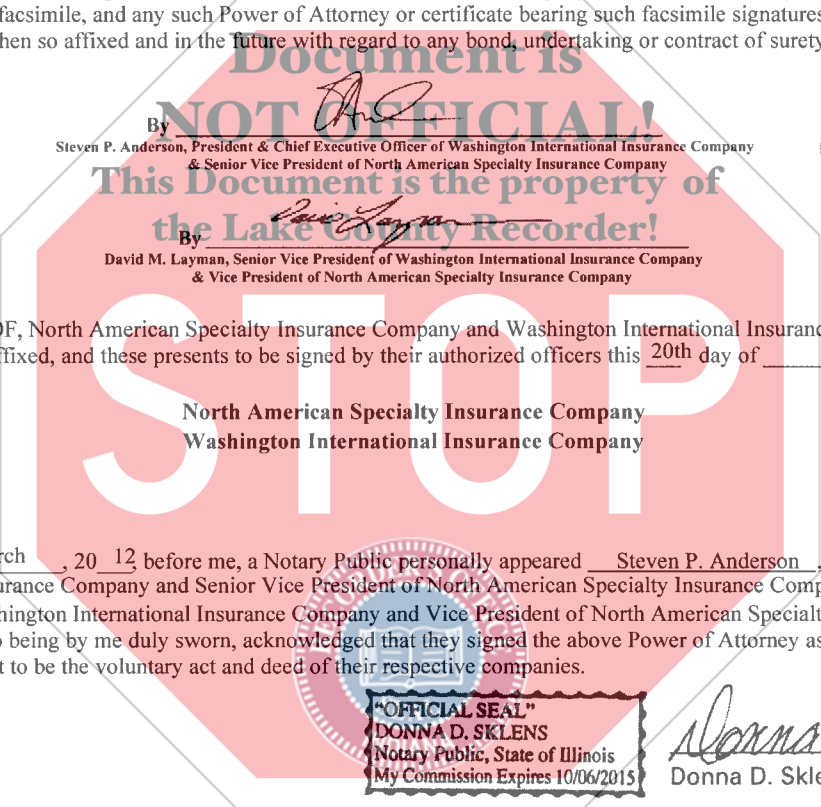 facsimile, and any such Power of Attorney or certificate bearing such facsimile signatures
hen so affixed and in the future with regard to any bond, undertaking or contract of surety
Document is
NOT OFFICIAL!
By
Steven P. Anderson, President & Chief Executive Officer of Washington International Insurance Company
& Senior Vice President of North American Specialty Insurance Company
This Document is the property of
the Lake County Recorder!
By
David M. Layman, Senior Vice President of Washington International Insurance Company
& Vice President of North American Specialty Insurance Company
STOP
OF, North American Specialty Insurance Company and Washington International Insuranc
ffixed, and these presents to be signed by their authorized officers this 20th day of
North American Specialty Insurance Company
Washington International Insurance Company
rch, 20 12, before me, a Notary Public personally appeared Steven P. Anderson,
urance Company and Senior Vice President of North American Specialty Insurance Comp
hington International Insurance Company and Vice President of North American Specialt
o being by me duly sworn, acknowledged that they signed the above Power of Attorney as
t to be the voluntary act and deed of their respective companies.
"OFFICIAL SEAL"
DONNA D. SKLENS
Notary Public, State of Illinois
My Commission Expires 10/06/2015
Donna
Donna D. Skle